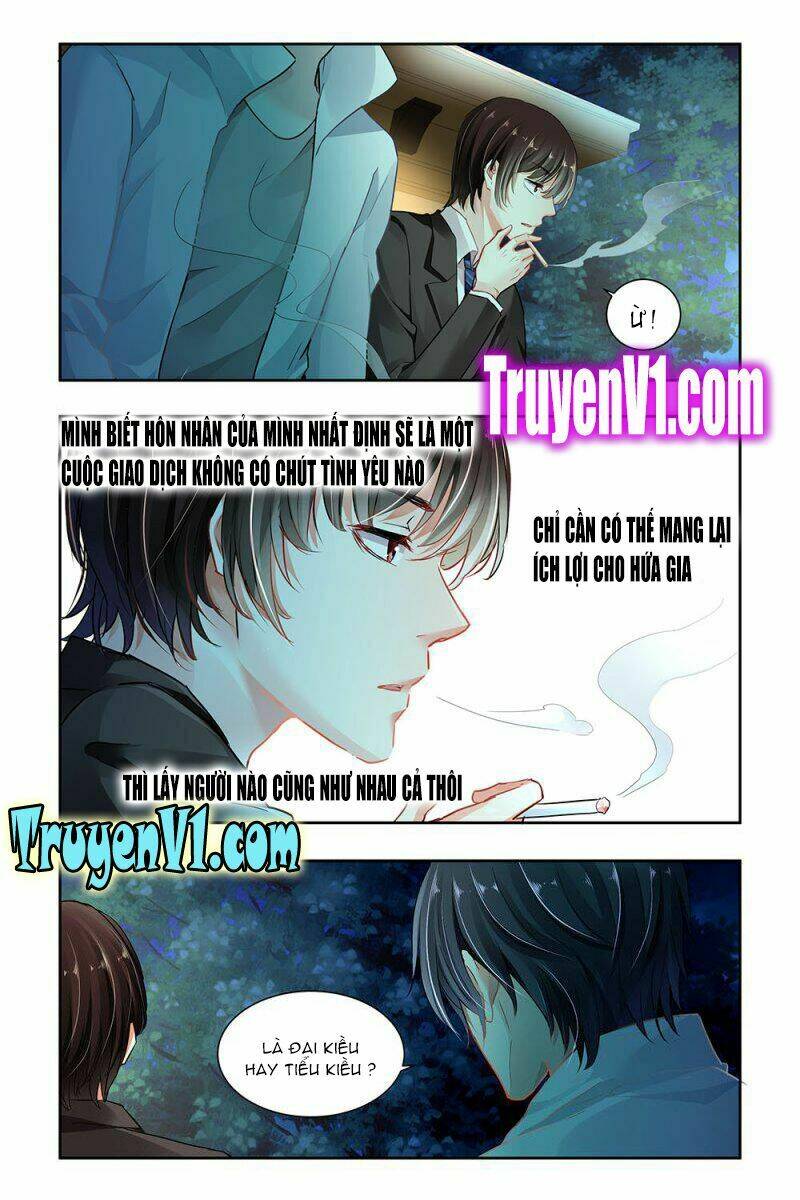 Ừ!
TruyenV1.com
MÌNH BIẾT HÔN NHÂN CỦA MÌNH NHẤT ĐỊNH SẼ LÀ MỘT
CUỘC GIAO DỊCH KHÔNG CÓ CHÚT TÌNH YÊU NÀO
CHỈ CẦN CÓ THỂ MANG LẠI
ÍCH LỢI CHO HỨA GIA
THÌ LẤY NGƯỜI NÀO CŨNG NHƯ NHAU CẢ THÔI
TruyenV1.com
LÀ ĐẠI KIỀU
HAY TIỂU KIỀU ?